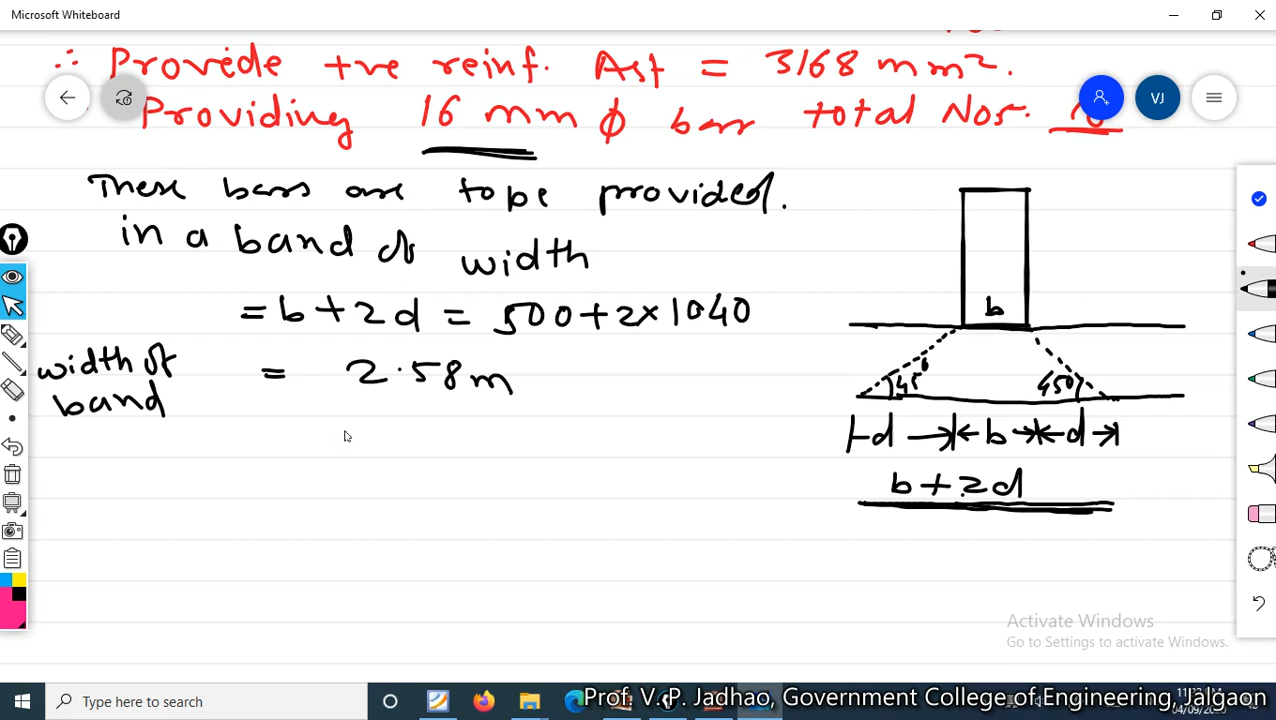 Microsoft Whiteboard
∴ Provede +ve reinf. Ast = 3168 mm².
Providing 16 mm ϕ bars total Nos.
VJ
These bars are to be provided.
in a band of width
= b + 2d = 500 + 2 × 1040
width of band = 2.58 m
b
45°
45°
d b d
b + 2d
Activate Windows
Go to Settings to activate Windows.
Type here to search
Prof. V. P. Jadhao, Government College of Engineering, Jalgaon